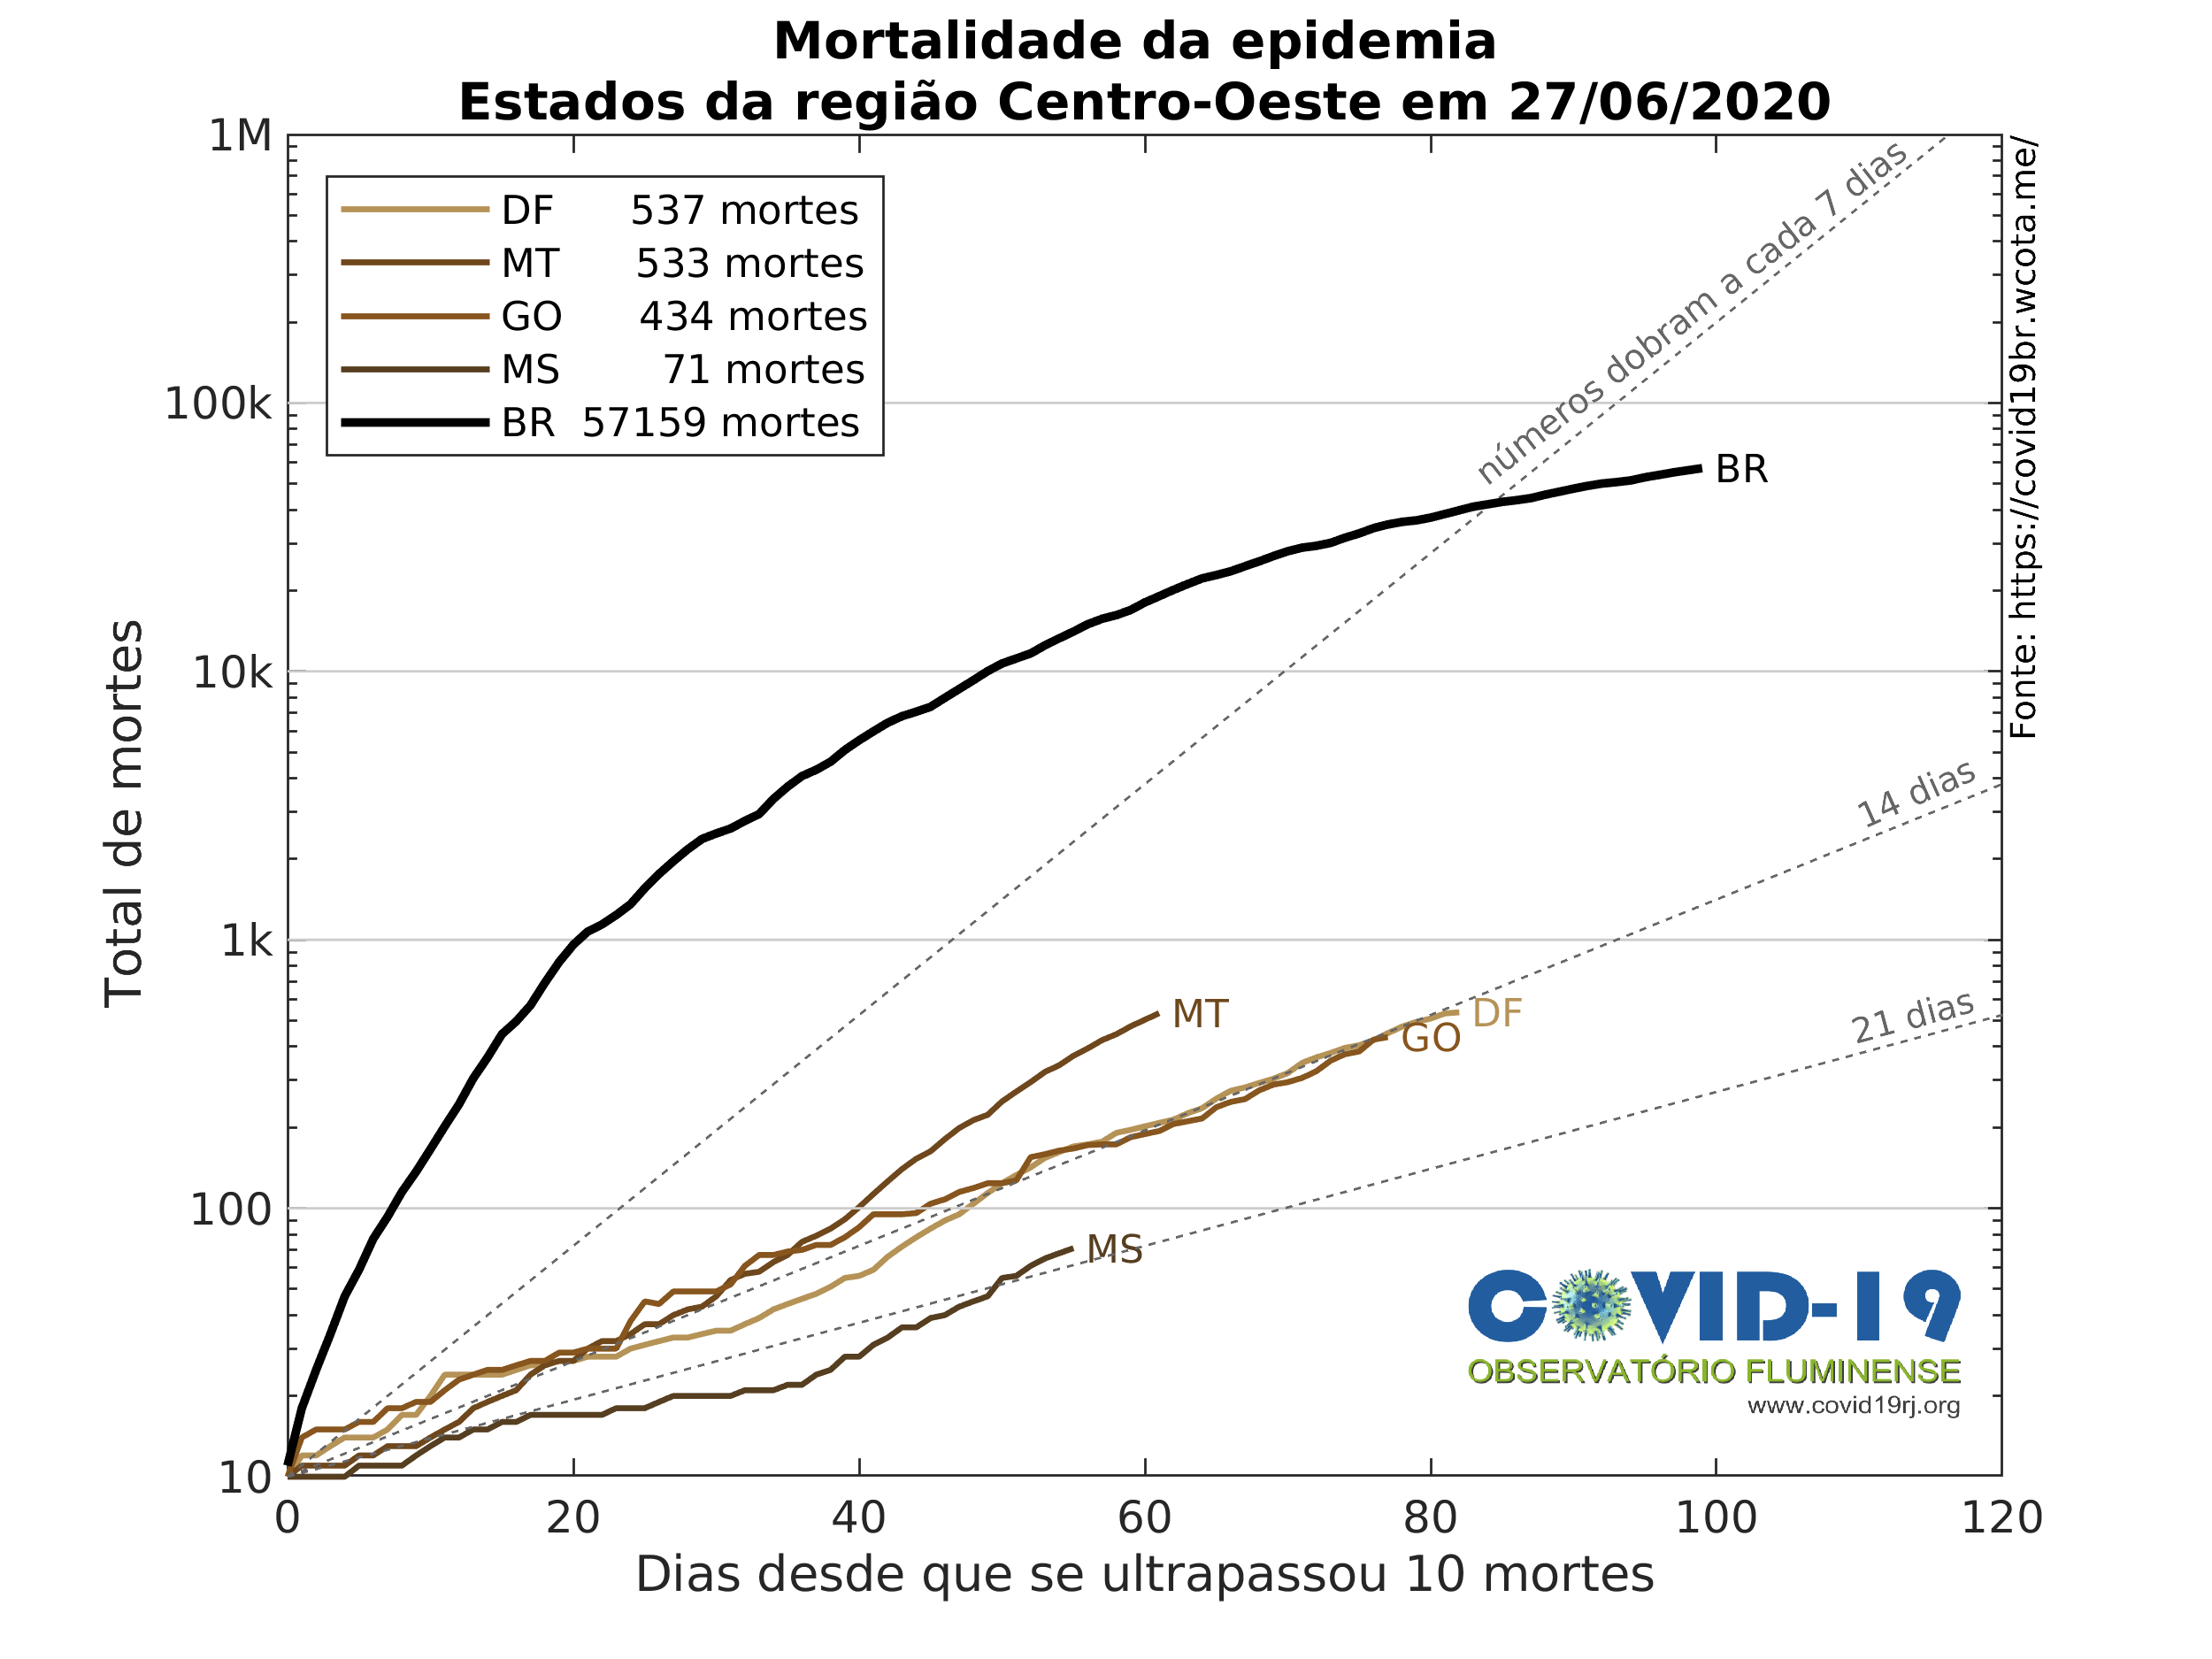 Mortalidade da epidemia
Estados da região Centro-Oeste em 27/06/2020
1M
100k
10k
1k
100
10
Total de mortes
DF 537 mortes
MT 533 mortes
GO 434 mortes
MS 71 mortes
BR 57159 mortes
números dobram a cada 7 dias
BR
14 dias
21 dias
MT
DF
GO
MS
Fonte: https://covid19br.wcota.me/
COVID-19
OBSERVATÓRIO FLUMINENSE
www.covid19rj.org
0 20 40 60 80 100 120
Dias desde que se ultrapassou 10 mortes